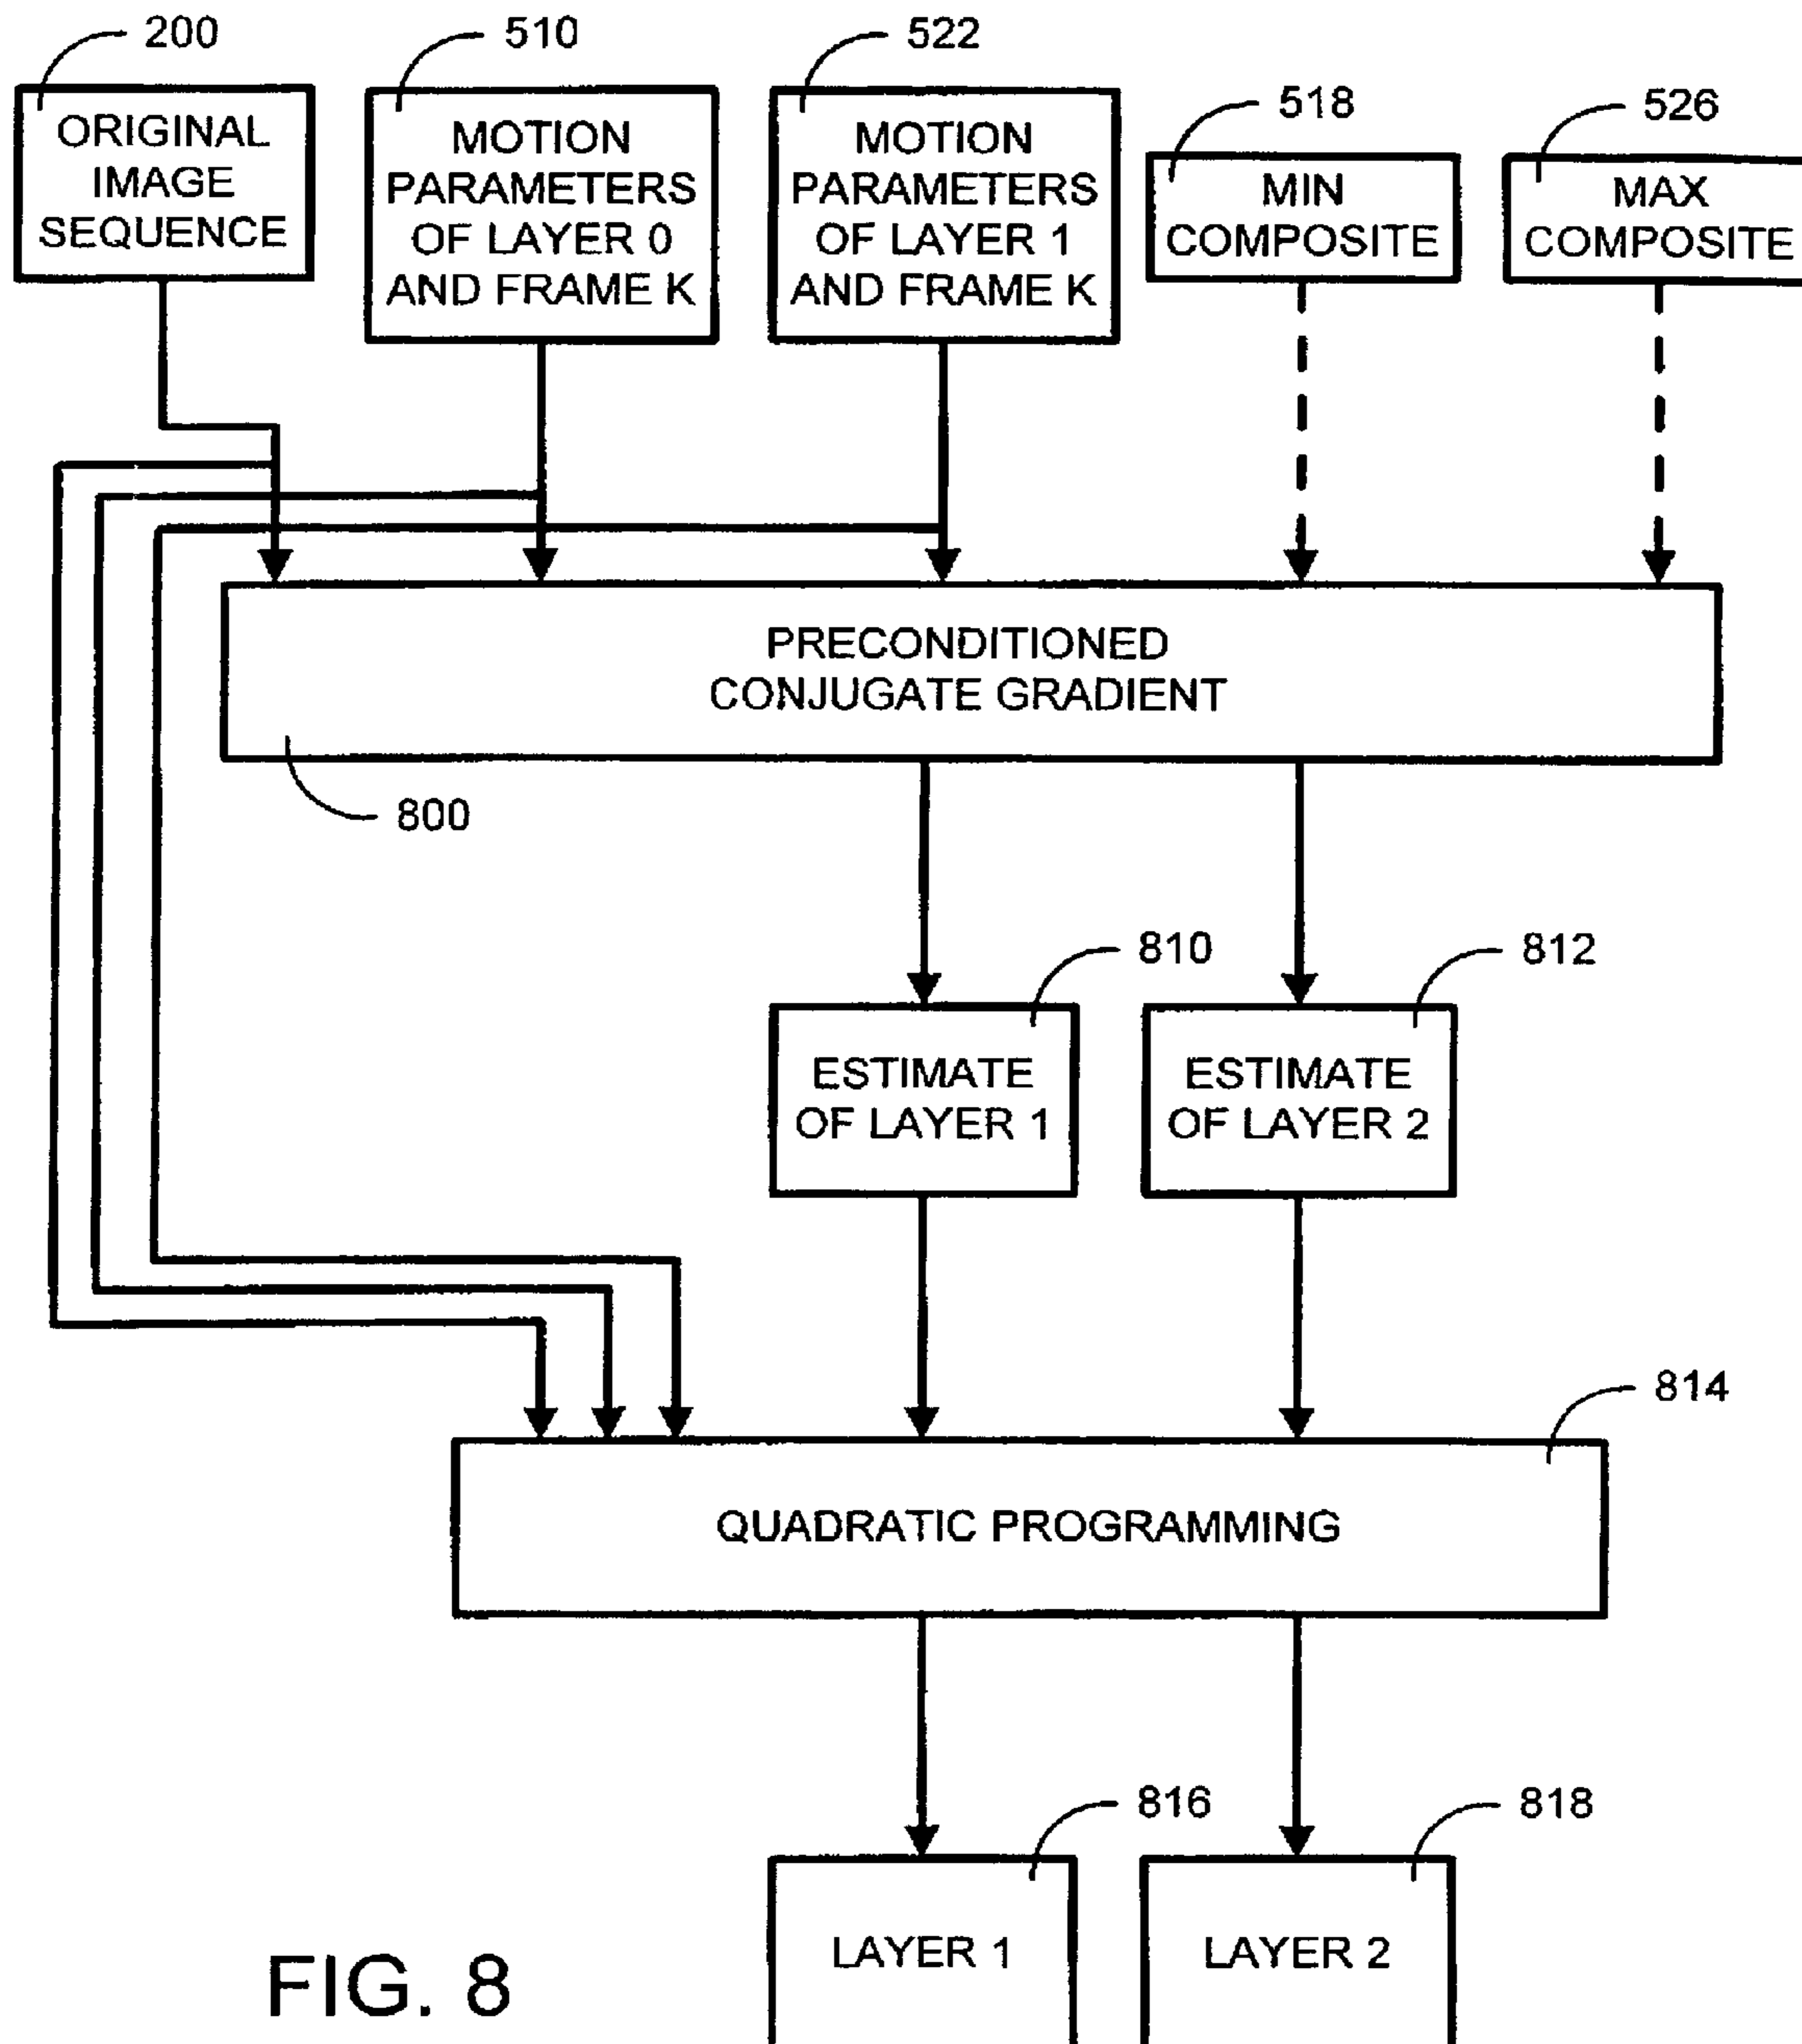 200
510
522
518
526
ORIGINAL
IMAGE
SEQUENCE
MOTION
PARAMETERS
OF LAYER 0
AND FRAME K
MOTION
PARAMETERS
OF LAYER 1
AND FRAME K
MIN
COMPOSITE
MAX
COMPOSITE
PRECONDITIONED
CONJUGATE GRADIENT
800
810
812
ESTIMATE
OF LAYER 1
ESTIMATE
OF LAYER 2
814
QUADRATIC PROGRAMMING
816
818
LAYER 1
LAYER 2
FIG. 8